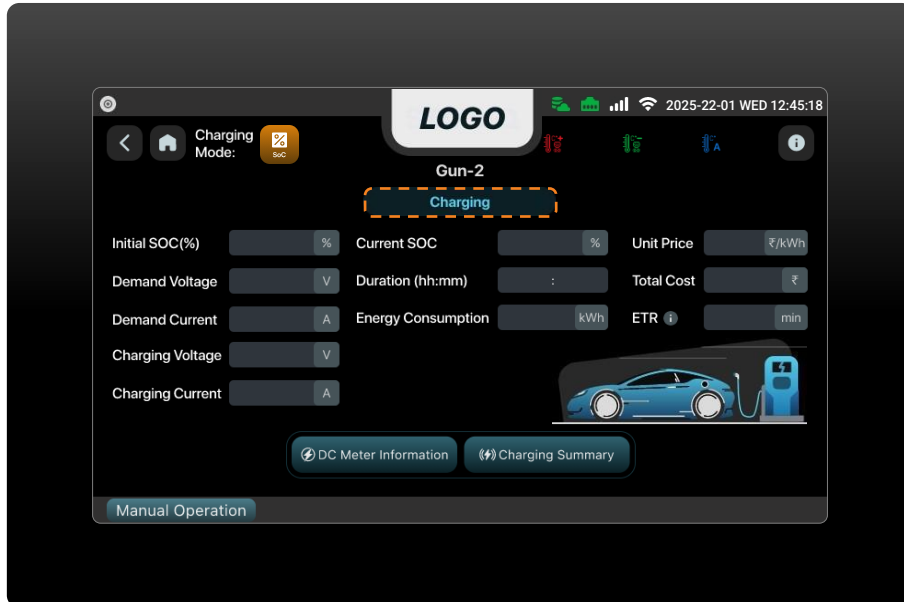 LOGO
2025-22-01 WED 12:45:18
Charging
Mode:
SoC
A
Gun-2
Charging
Initial SOC(%) % Current SOC % Unit Price ₹/kWh
Demand Voltage V Duration (hh:mm) : Total Cost ₹
Demand Current A Energy Consumption kWh ETR i min
Charging Voltage V
Charging Current A
DC Meter Information Charging Summary
Manual Operation